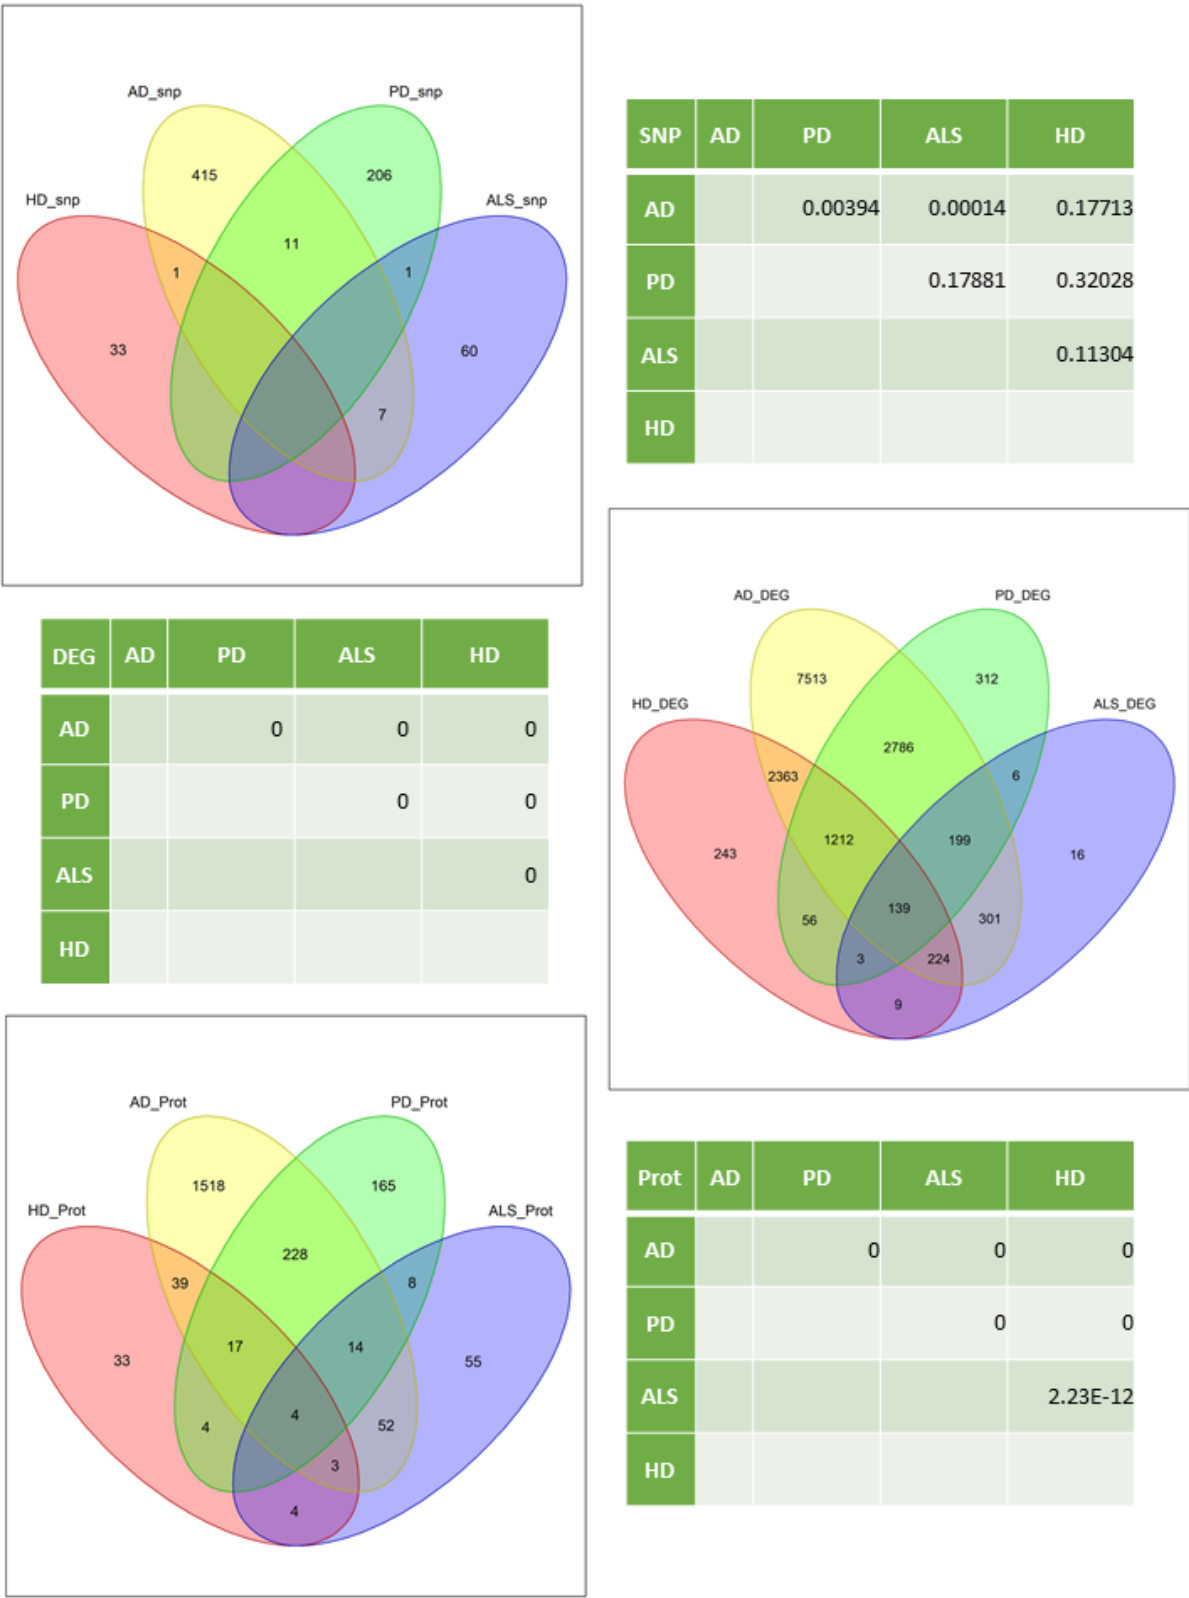 AD_snp PD_snp
HD_snp ALS_snp
415 206
11
1 1
33 60
7
SNP AD PD ALS HD
AD 0.00394 0.00014 0.17713
PD 0.17881 0.32028
ALS 0.11304
HD
DEG AD PD ALS HD
AD 0 0 0
PD 0 0
ALS 0
HD
AD_DEG PD_DEG
HD_DEG ALS_DEG
7513 312
2786
2363 6
1212 199
243 16
139
56 301
3 224
9
AD_Prot PD_Prot
HD_Prot ALS_Prot
1518 165
228
39 8
17 14
33 55
4
4 52
3
4
Prot AD PD ALS HD
AD 0 0 0
PD 0 0
ALS 2.23E-12
HD